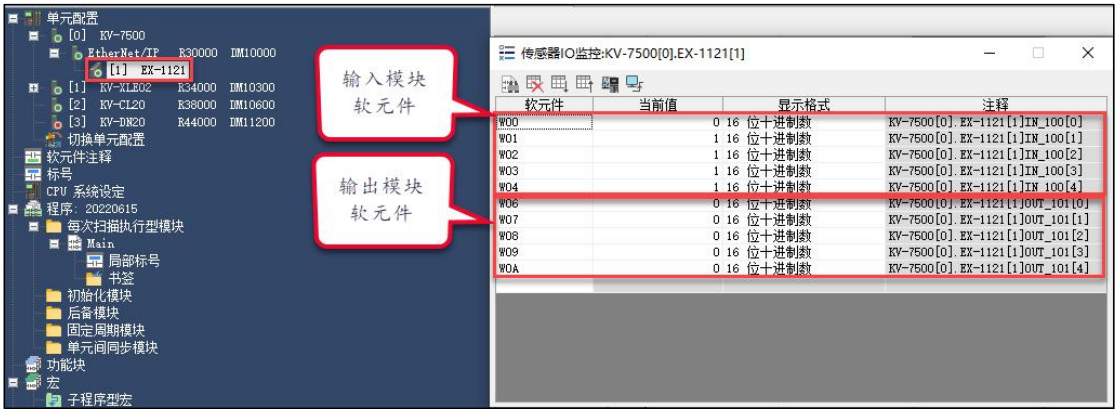 单元配置
[0] KV-7500
EtherNet/IP R30000 DM10000
[1] EX-1121
[1] KV-XLE02 R34000 DM10300
[2] KV-CL20 R38000 DM10600
[3] KV-DN20 R44000 DM11200
切换单元配置
软元件注释
标号
CPU 系统设定
程序: 20220615
每次扫描执行型模块
Main
局部标号
书签
初始化模块
后备模块
固定周期模块
单元间同步模块
功能块
宏
子程序型宏
输入模块
软元件
输出模块
软元件
传感器IO监控:KV-7500[0].EX-1121[1]
软元件 当前值 显示格式 注释
W00 0 16 位十进制数 KV-7500[0].EX-1121[1]IN_100[0]
W01 1 16 位十进制数 KV-7500[0].EX-1121[1]IN_100[1]
W02 1 16 位十进制数 KV-7500[0].EX-1121[1]IN_100[2]
W03 1 16 位十进制数 KV-7500[0].EX-1121[1]IN_100[3]
W04 1 16 位十进制数 KV-7500[0].EX-1121[1]IN_100[4]
W06 0 16 位十进制数 KV-7500[0].EX-1121[1]OUT_101[0]
W07 0 16 位十进制数 KV-7500[0].EX-1121[1]OUT_101[1]
W08 0 16 位十进制数 KV-7500[0].EX-1121[1]OUT_101[2]
W09 0 16 位十进制数 KV-7500[0].EX-1121[1]OUT_101[3]
W0A 0 16 位十进制数 KV-7500[0].EX-1121[1]OUT_101[4]